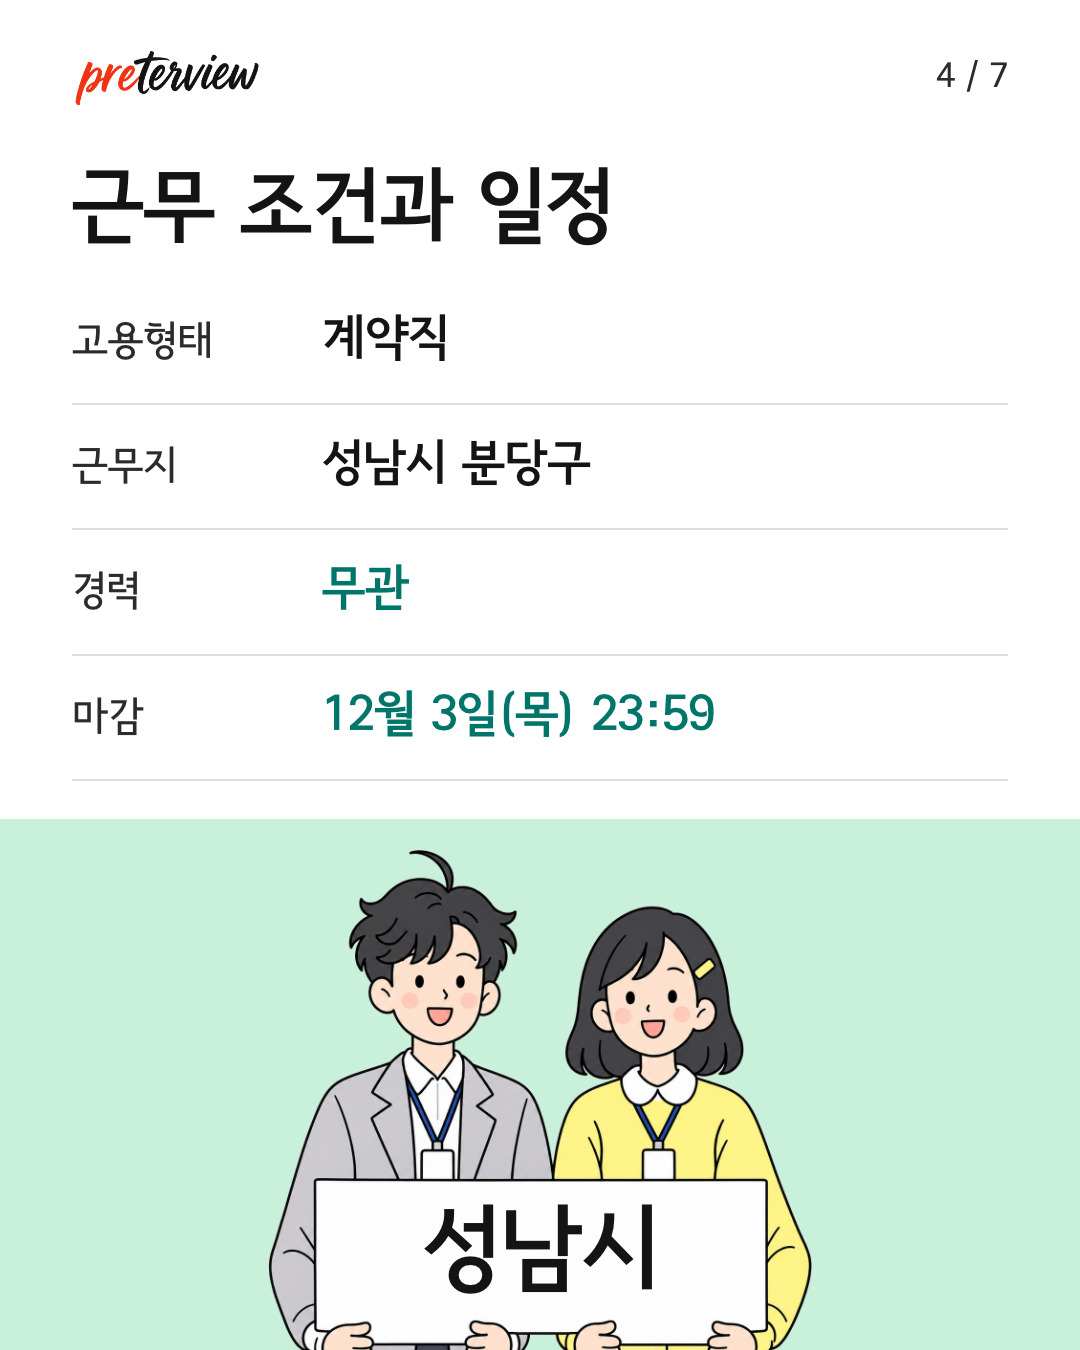 preterview
4 / 7
근무 조건과 일정
고용형태 계약직
근무지 성남시 분당구
경력 무관
마감 12월 3일(목) 23:59
성남시